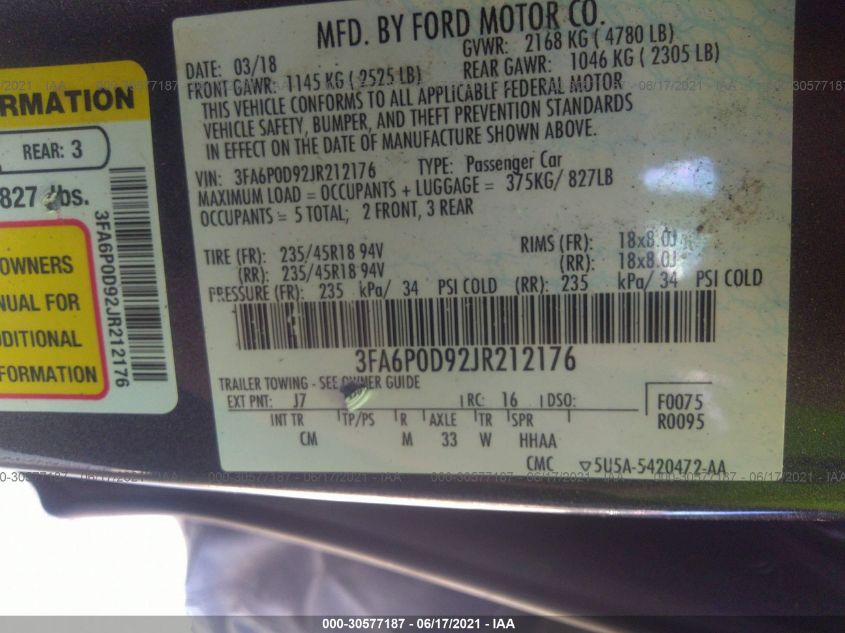 MFD. BY FORD MOTOR CO.
DATE: 03/18
GVWR: 2168 KG ( 4780 LB)
FRONT GAWR: 1145 KG ( 2525 LB)
REAR GAWR: 1046 KG ( 2305 LB)
THIS VEHICLE CONFORMS TO ALL APPLICABLE FEDERAL MOTOR
VEHICLE SAFETY, BUMPER, AND THEFT PREVENTION STANDARDS
IN EFFECT ON THE DATE OF MANUFACTURE SHOWN ABOVE.
VIN: 3FA6P0D92JR212176 TYPE: Passenger Car
MAXIMUM LOAD = OCCUPANTS + LUGGAGE = 375KG/ 827LB
OCCUPANTS = 5 TOTAL; 2 FRONT, 3 REAR
TIRE (FR): 235/45R18 94V RIMS (FR): 18x8.0J
(RR): 235/45R18 94V (RR): 18x8.0J
PRESSURE (FR): 235 kPa/ 34 PSI COLD (RR): 235 kPa/ 34 PSI COLD
3FA6P0D92JR212176
TRAILER TOWING - SEE OWNER GUIDE
EXT PNT: J7 RC: 16 DSO:
F0075
R0095
INT TR TP/PS R AXLE TR SPR
CM M 33 W HHAA
CMC 5U5A-5420472-AA
RMATION
REAR: 3
827 lbs.
3FA6P0D92JR212176
OWNERS
NUAL FOR
DDITIONAL
FORMATION
000-30577187 - 06/17/2021 - IAA